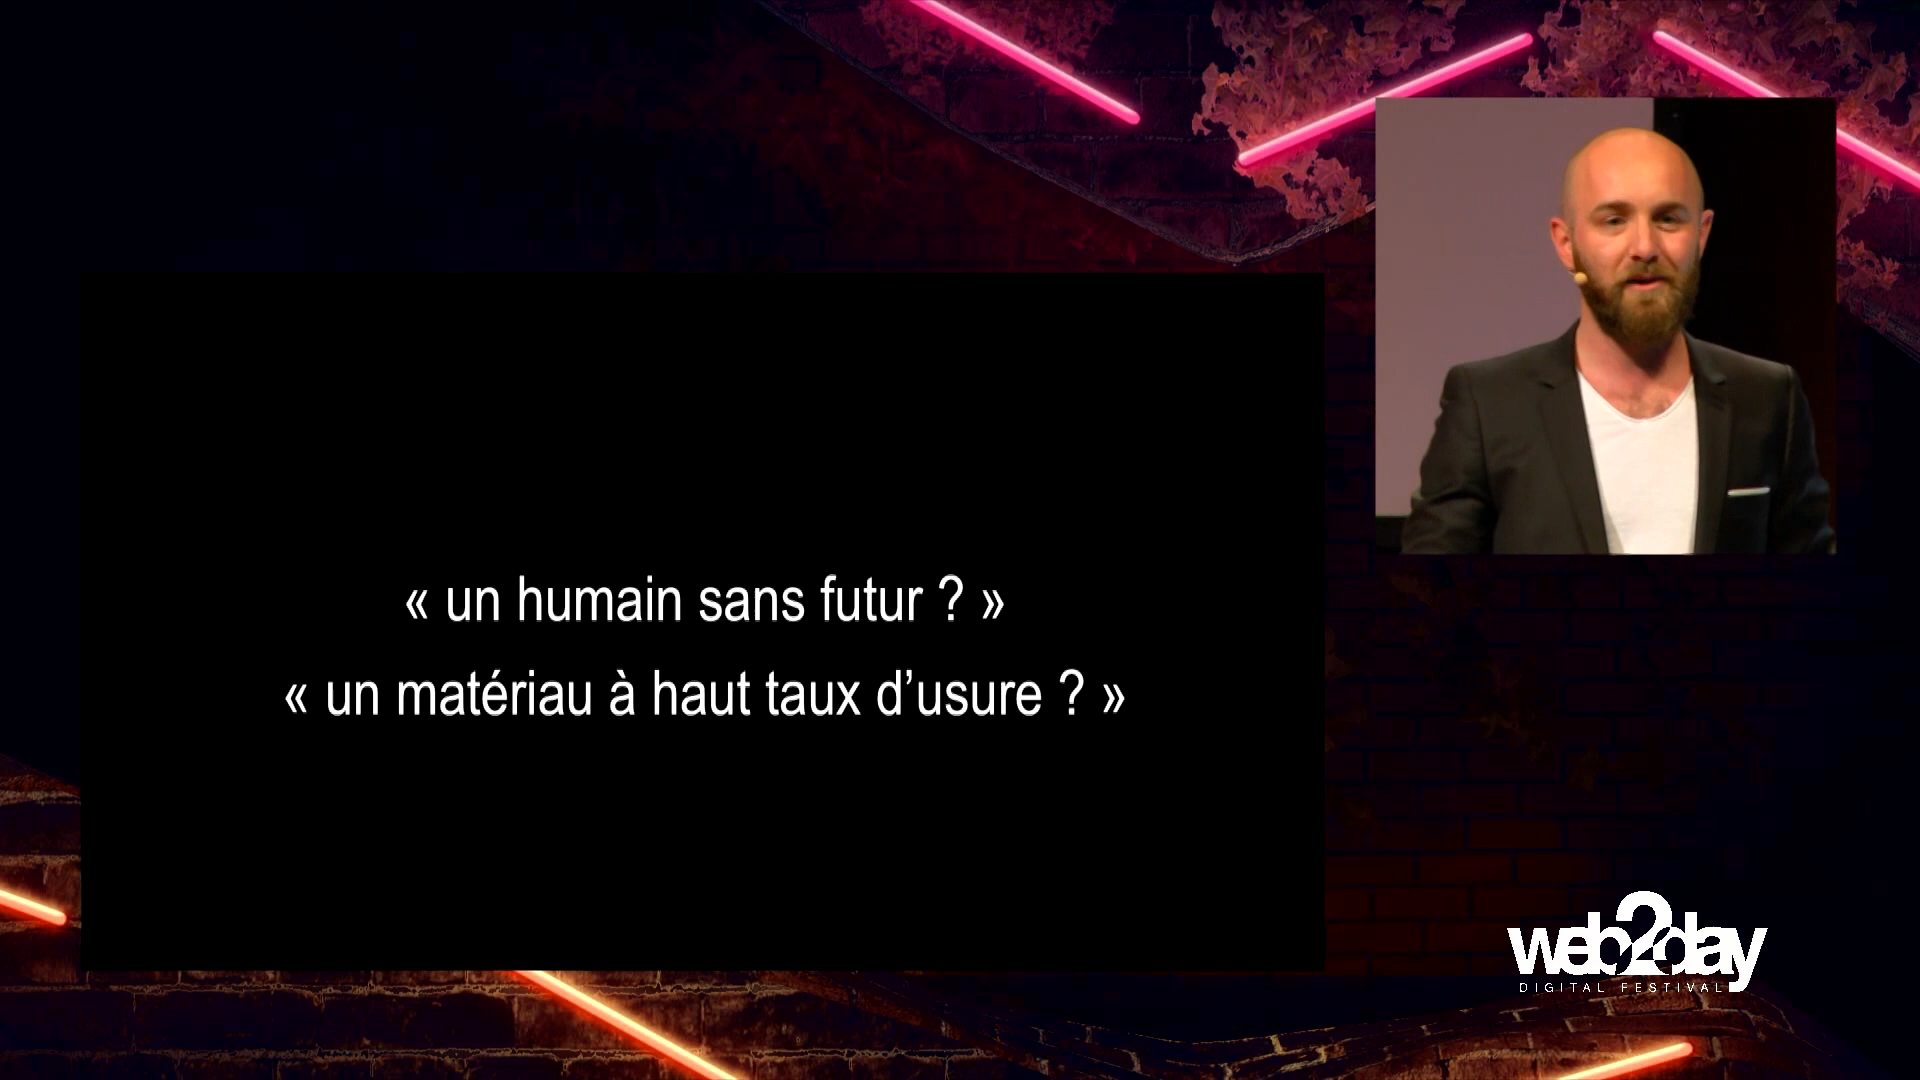 « un humain sans futur ? »
« un matériau à haut taux d’usure ? »
web2day
DIGITAL FESTIVAL